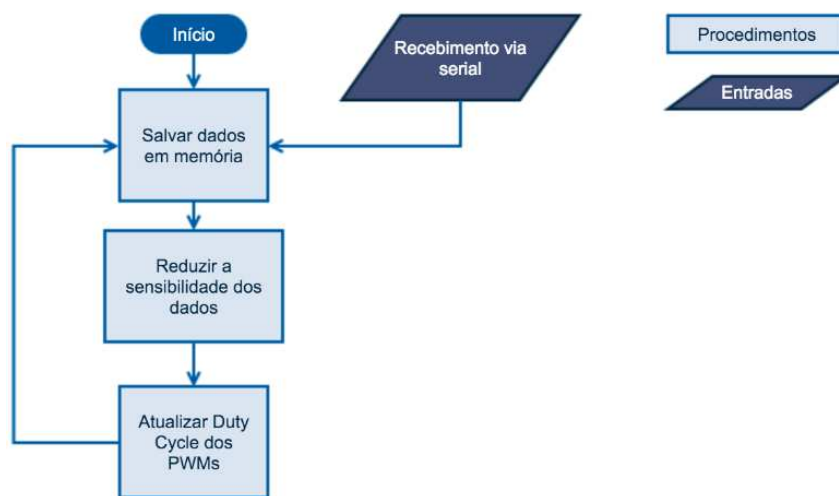 Início
Recebimento via
serial
Procedimentos
Entradas
Salvar dados
em memória
Reduzir a
sensibilidade dos
dados
Atualizar Duty
Cycle dos
PWMs